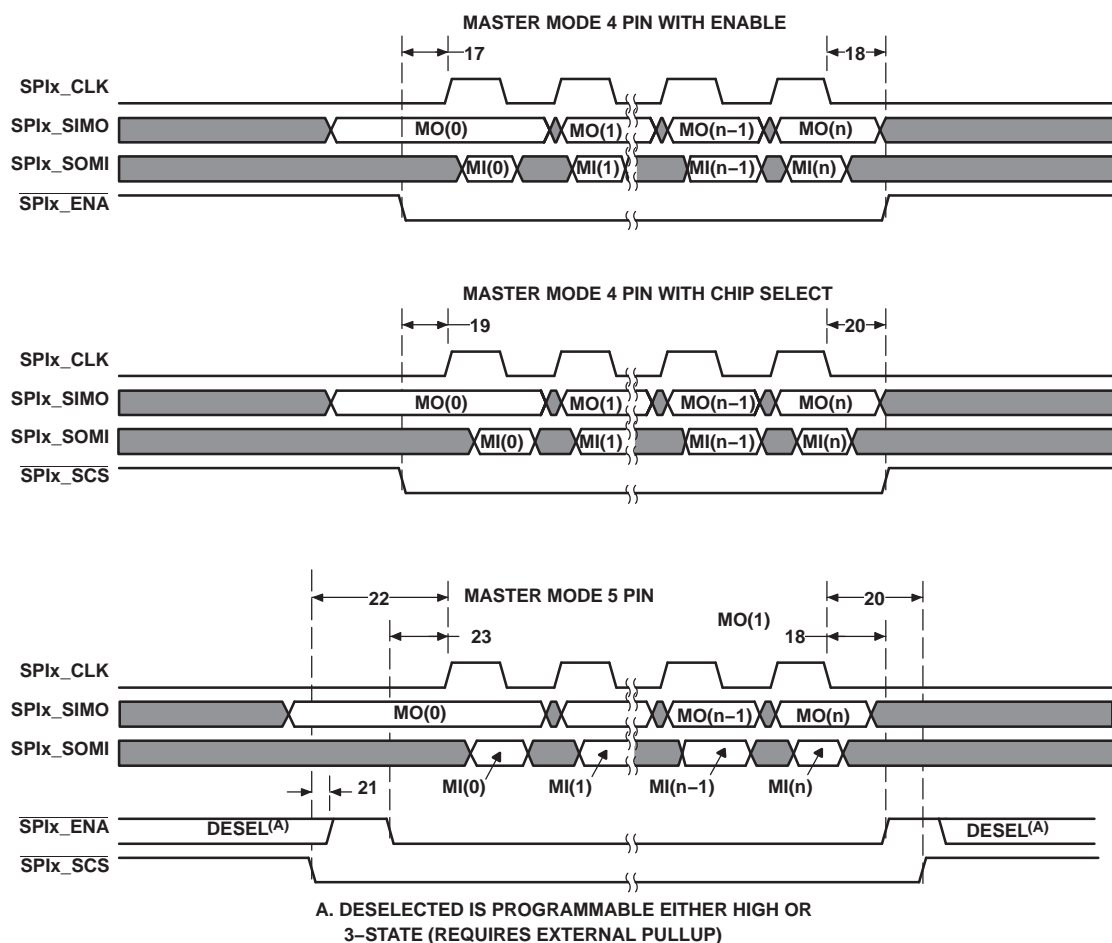 MASTER MODE 4 PIN WITH ENABLE
17
18
SPIx_CLK
SPIx_SIMO
MO(0)
MO(1)
MO(n−1)
MO(n)
SPIx_SOMI
MI(0)
MI(1)
MI(n−1)
MI(n)
SPIx_ENA
MASTER MODE 4 PIN WITH CHIP SELECT
19
20
SPIx_CLK
SPIx_SIMO
MO(0)
MO(1)
MO(n−1)
MO(n)
SPIx_SOMI
MI(0)
MI(1)
MI(n−1)
MI(n)
SPIx_SCS
22
MASTER MODE 5 PIN
20
MO(1)
23
18
SPIx_CLK
SPIx_SIMO
MO(0)
MO(n−1)
MO(n)
SPIx_SOMI
21
MI(0)
MI(1)
MI(n−1)
MI(n)
SPIx_ENA
DESEL(A)
DESEL(A)
SPIx_SCS
A. DESELECTED IS PROGRAMMABLE EITHER HIGH OR
3−STATE (REQUIRES EXTERNAL PULLUP)